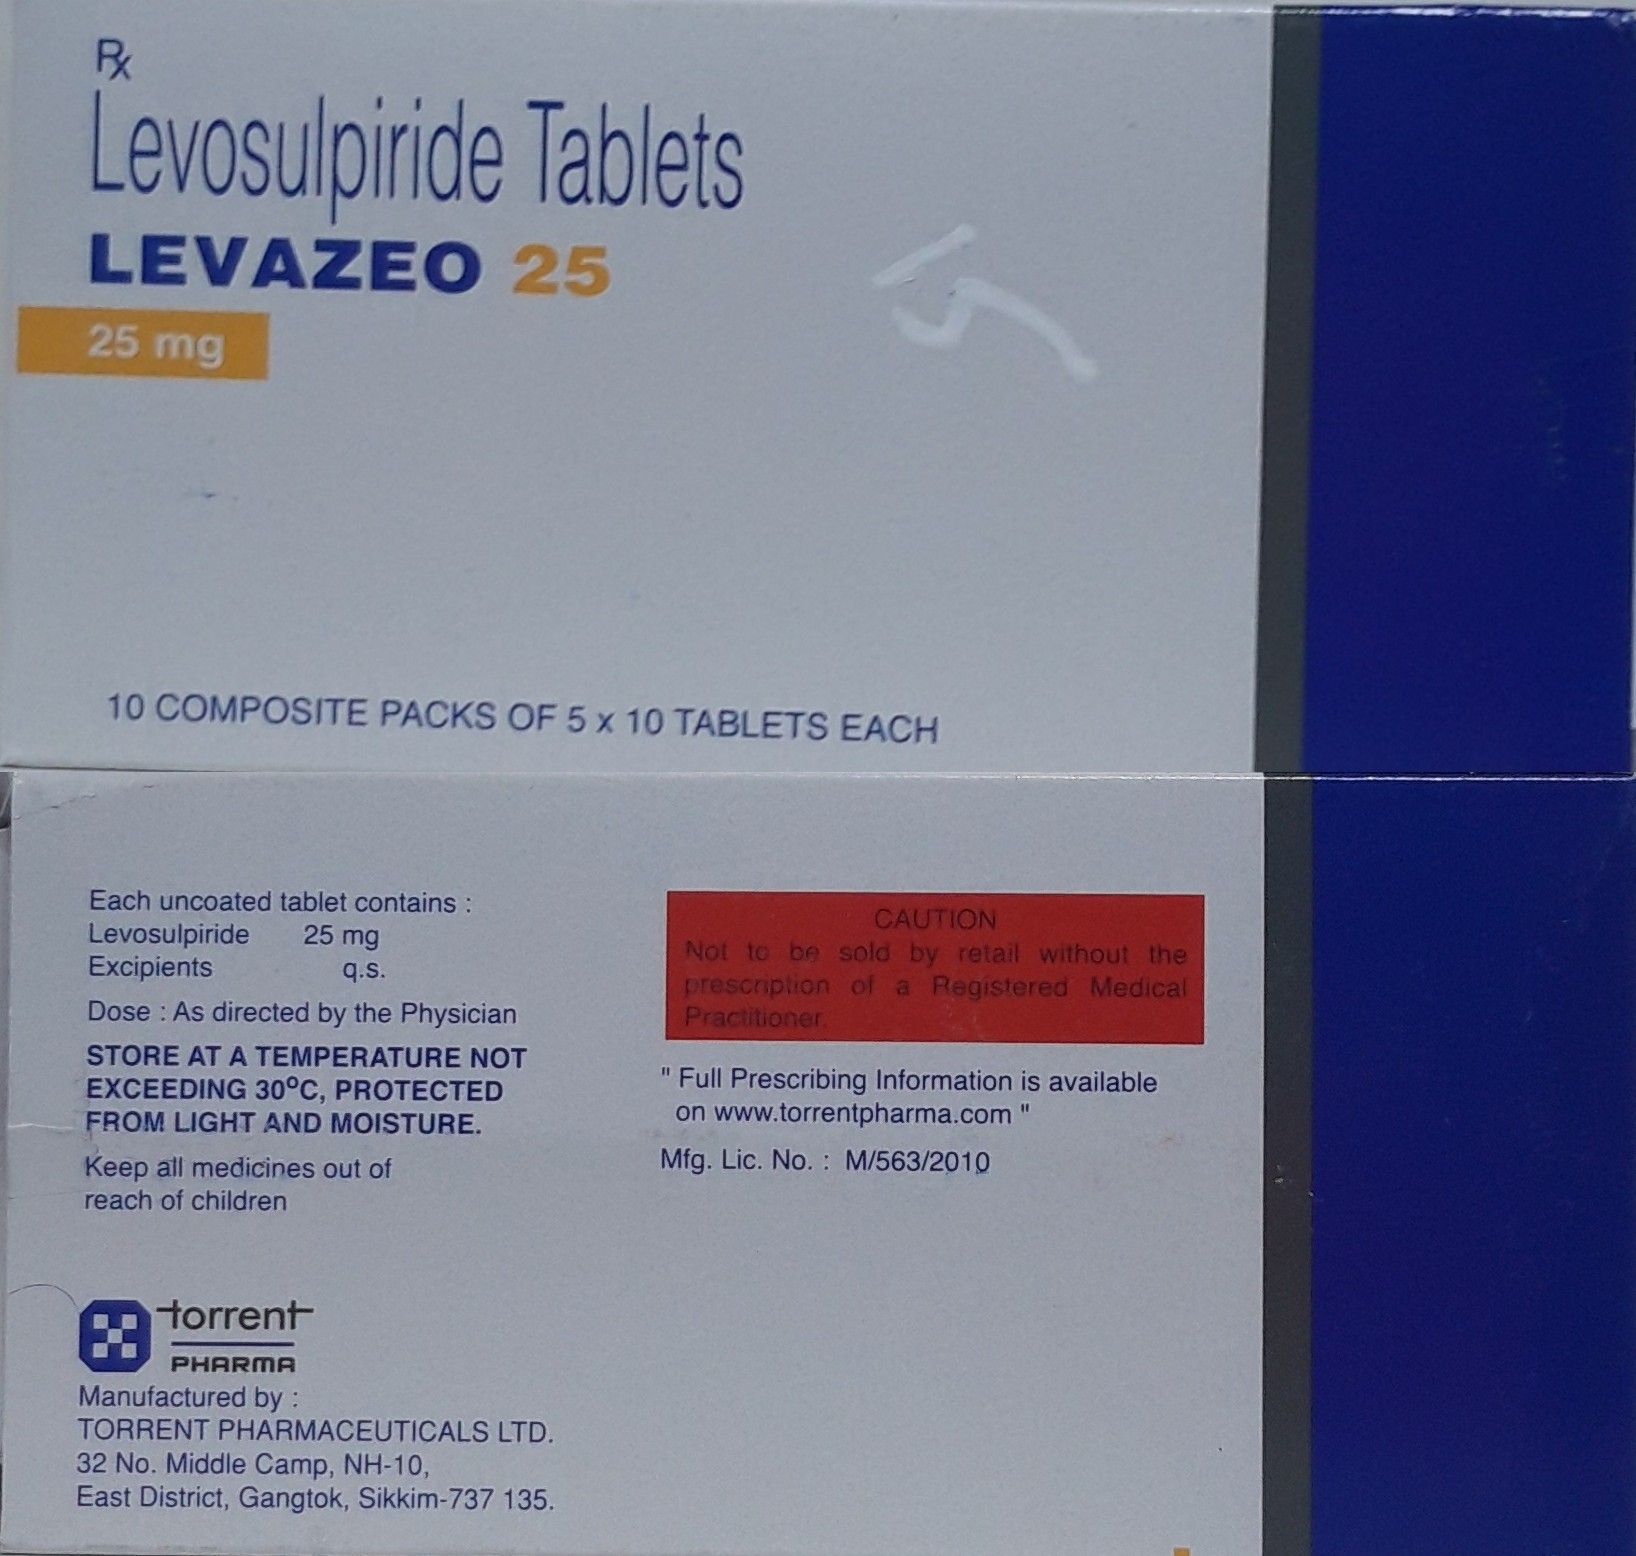 Rx
Levosulpiride Tablets
LEVAZEO 25
25 mg
10 COMPOSITE PACKS OF 5 x 10 TABLETS EACH
Each uncoated tablet contains :
Levosulpiride 25 mg
Excipients q.s.
Dose : As directed by the Physician
STORE AT A TEMPERATURE NOT
EXCEEDING 30ºC, PROTECTED
FROM LIGHT AND MOISTURE.
Keep all medicines out of
reach of children
torrent
PHARMA
Manufactured by :
TORRENT PHARMACEUTICALS LTD.
32 No. Middle Camp, NH-10,
East District, Gangtok, Sikkim-737 135.
CAUTION
Not to be sold by retail without the
prescription of a Registered Medical
Practitioner.
" Full Prescribing Information is available
on www.torrentpharma.com "
Mfg. Lic. No. : M/563/2010